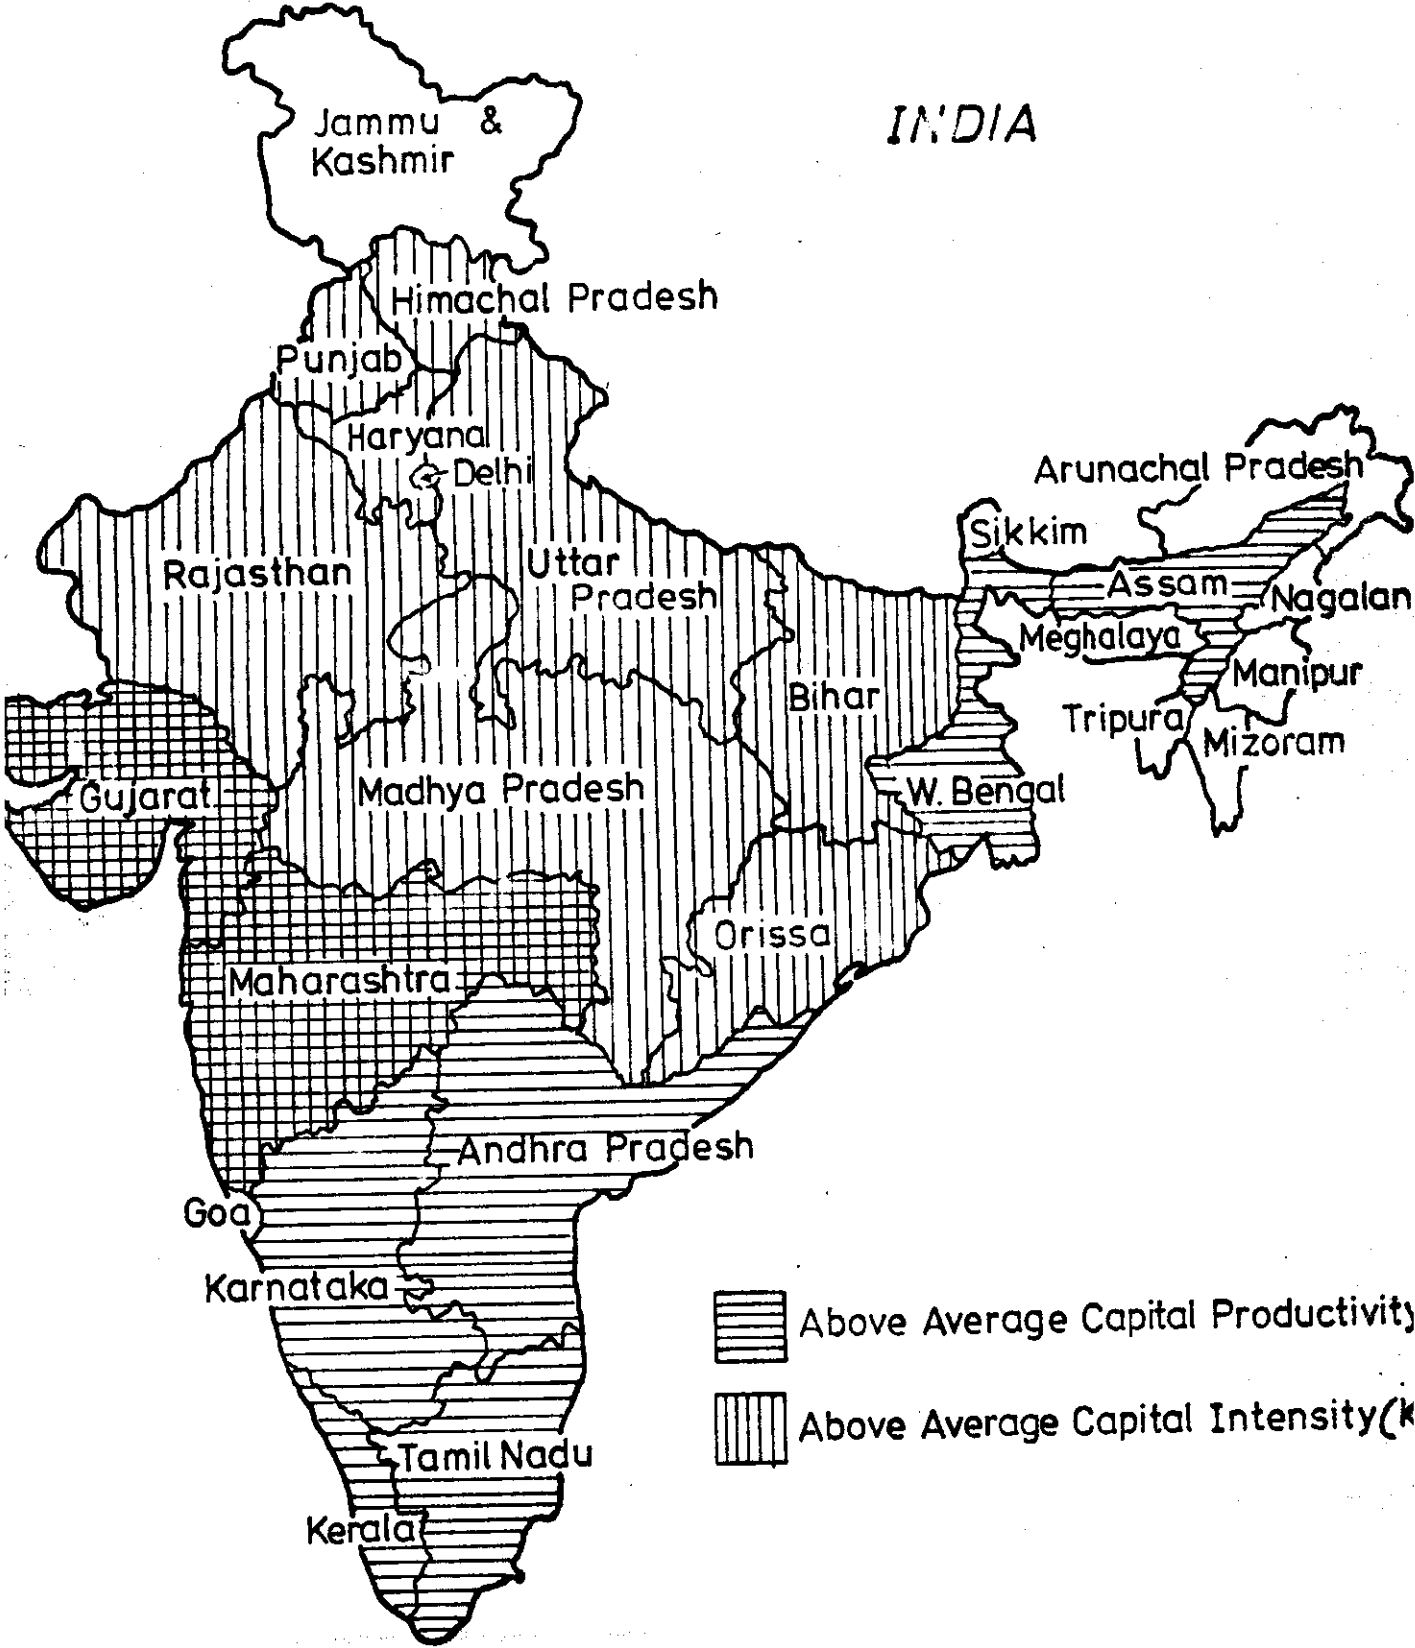 INDIA
Jammu &
Kashmir
Himachal Pradesh
Punjab
Haryana
Delhi
Arunachal Pradesh
Sikkim
Rajasthan
Uttar
Pradesh
Assam
Nagalan
Meghalaya
Manipur
Bihar
Tripura
Mizoram
Gujarat
Madhya Pradesh
W. Bengal
Orissa
Maharashtra
Andhra Pradesh
Goa
Karnataka
Above Average Capital Productivity
Above Average Capital Intensity (K
Tamil Nadu
Kerala